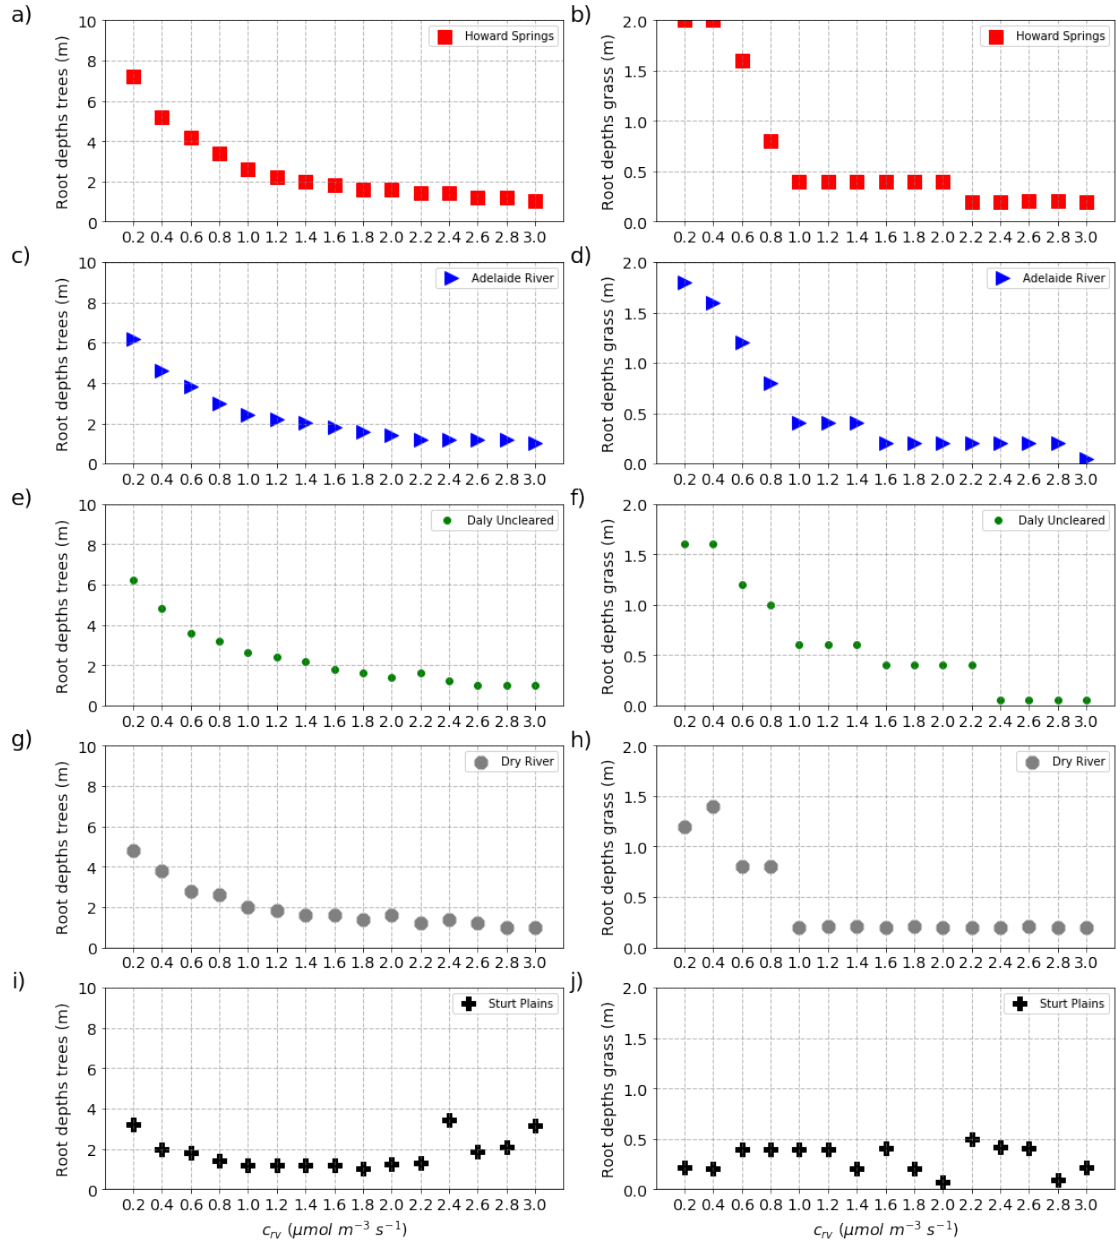 a)
Root depths trees (m)
10
8
6
4
2
0
Howard Springs
0.2 0.4 0.6 0.8 1.0 1.2 1.4 1.6 1.8 2.0 2.2 2.4 2.6 2.8 3.0
b)
Root depths grass (m)
2.0
1.5
1.0
0.5
0.0
Howard Springs
0.2 0.4 0.6 0.8 1.0 1.2 1.4 1.6 1.8 2.0 2.2 2.4 2.6 2.8 3.0
c)
Root depths trees (m)
10
8
6
4
2
0
Adelaide River
0.2 0.4 0.6 0.8 1.0 1.2 1.4 1.6 1.8 2.0 2.2 2.4 2.6 2.8 3.0
d)
Root depths grass (m)
2.0
1.5
1.0
0.5
0.0
Adelaide River
0.2 0.4 0.6 0.8 1.0 1.2 1.4 1.6 1.8 2.0 2.2 2.4 2.6 2.8 3.0
e)
Root depths trees (m)
10
8
6
4
2
0
Daly Uncleared
0.2 0.4 0.6 0.8 1.0 1.2 1.4 1.6 1.8 2.0 2.2 2.4 2.6 2.8 3.0
f)
Root depths grass (m)
2.0
1.5
1.0
0.5
0.0
Daly Uncleared
0.2 0.4 0.6 0.8 1.0 1.2 1.4 1.6 1.8 2.0 2.2 2.4 2.6 2.8 3.0
g)
Root depths trees (m)
10
8
6
4
2
0
Dry River
0.2 0.4 0.6 0.8 1.0 1.2 1.4 1.6 1.8 2.0 2.2 2.4 2.6 2.8 3.0
h)
Root depths grass (m)
2.0
1.5
1.0
0.5
0.0
Dry River
0.2 0.4 0.6 0.8 1.0 1.2 1.4 1.6 1.8 2.0 2.2 2.4 2.6 2.8 3.0
i)
Root depths trees (m)
10
8
6
4
2
0
Sturt Plains
0.2 0.4 0.6 0.8 1.0 1.2 1.4 1.6 1.8 2.0 2.2 2.4 2.6 2.8 3.0
c_rv (μmol m⁻³ s⁻¹)
j)
Root depths grass (m)
2.0
1.5
1.0
0.5
0.0
Sturt Plains
0.2 0.4 0.6 0.8 1.0 1.2 1.4 1.6 1.8 2.0 2.2 2.4 2.6 2.8 3.0
c_rv (μmol m⁻³ s⁻¹)